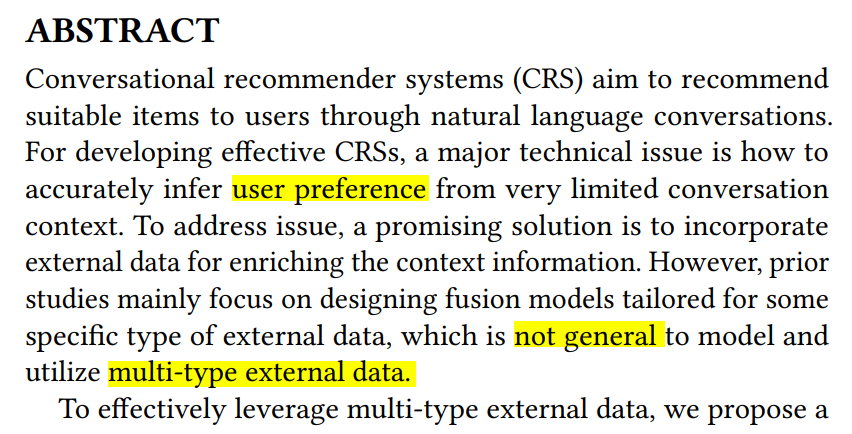 ABSTRACT
Conversational recommender systems (CRS) aim to recommend
suitable items to users through natural language conversations.
For developing effective CRSs, a major technical issue is how to
accurately infer user preference from very limited conversation
context. To address issue, a promising solution is to incorporate
external data for enriching the context information. However, prior
studies mainly focus on designing fusion models tailored for some
specific type of external data, which is not general to model and
utilize multi-type external data.
To effectively leverage multi-type external data, we propose a